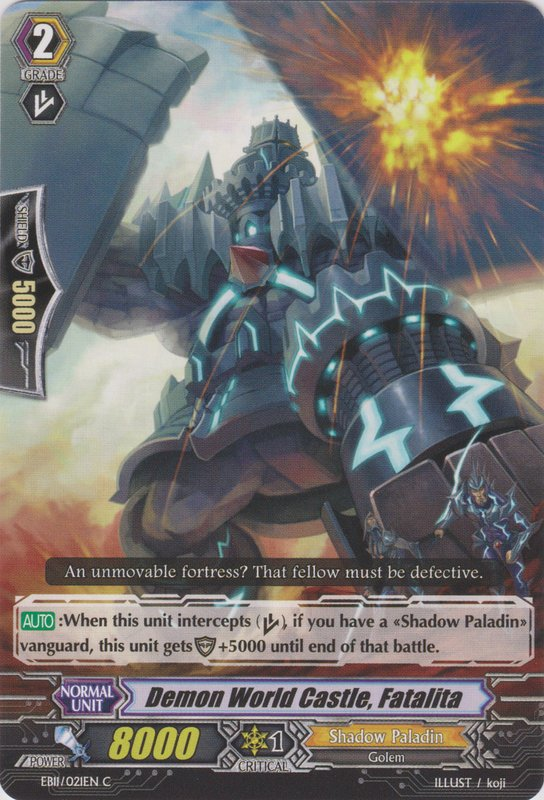 2
GRADE
SHIELD
5000
An unmovable fortress? That fellow must be defective.
AUTO :When this unit intercepts ( ), if you have a «Shadow Paladin»
vanguard, this unit gets +5000 until end of that battle.
NORMAL
UNIT
Demon World Castle, Fatalita
POWER
8000
1
CRITICAL
Shadow Paladin
Golem
EB11/021EN C
ILLUST / koji